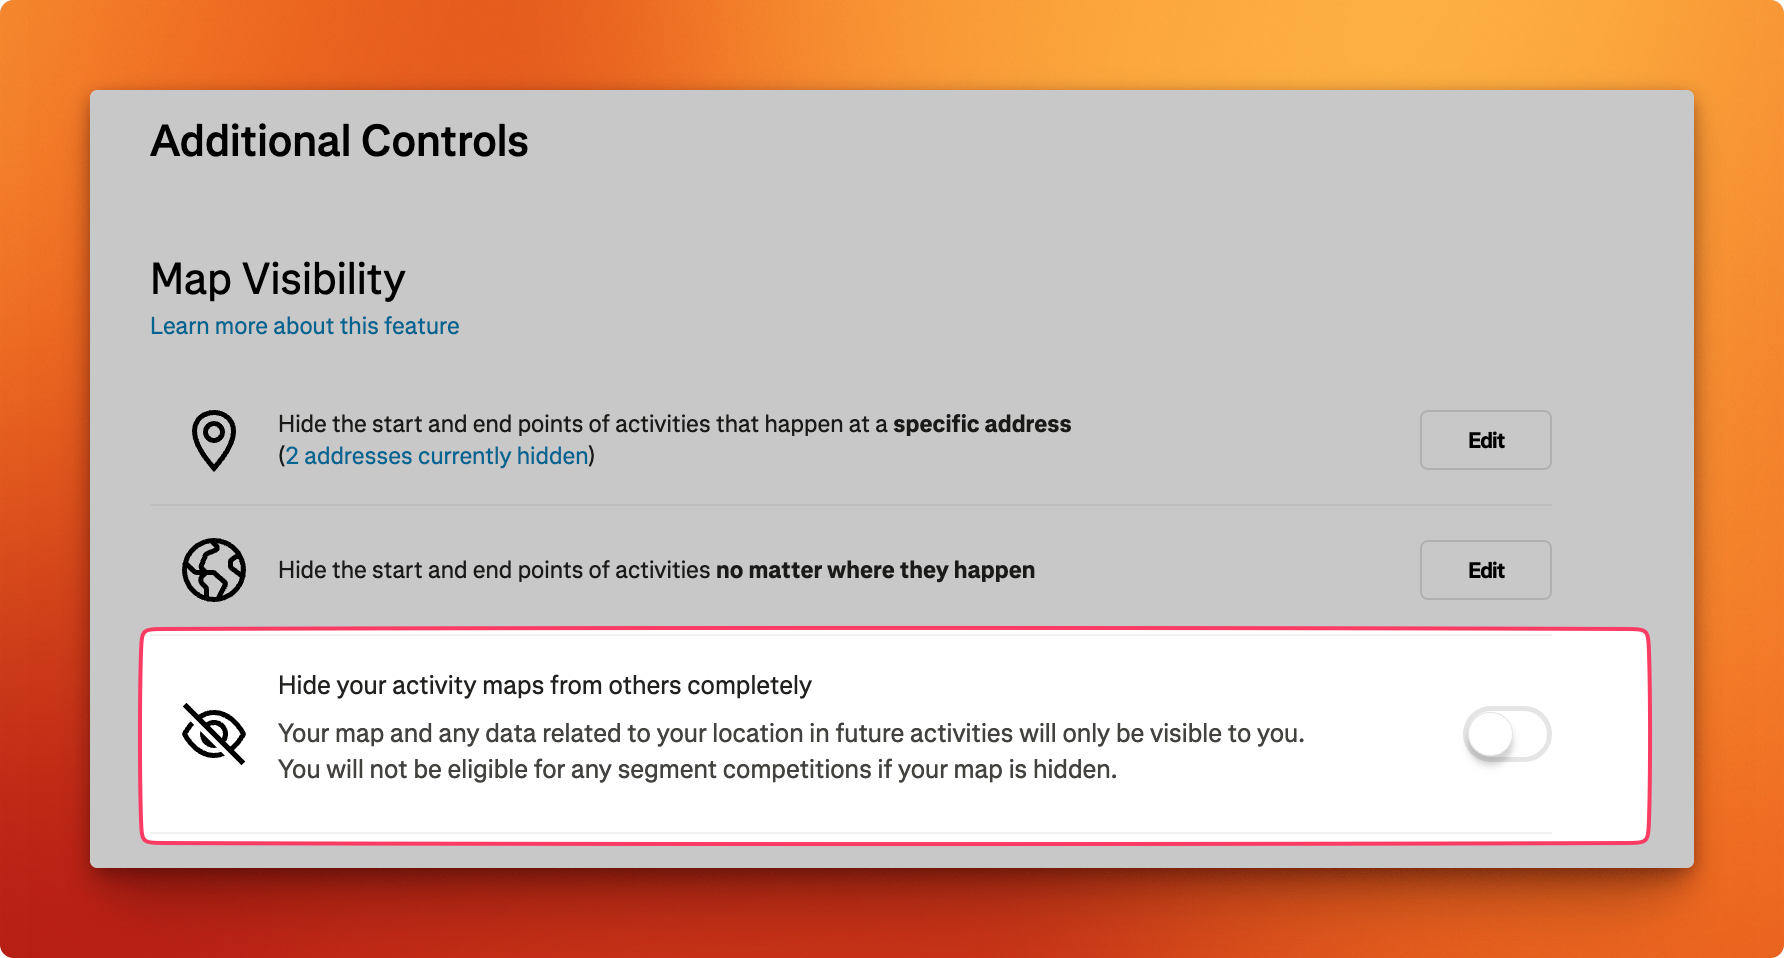 Additional Controls
Map Visibility
Learn more about this feature
Hide the start and end points of activities that happen at a specific address
(2 addresses currently hidden)
Edit
Hide the start and end points of activities no matter where they happen
Edit
Hide your activity maps from others completely
Your map and any data related to your location in future activities will only be visible to you.
You will not be eligible for any segment competitions if your map is hidden.